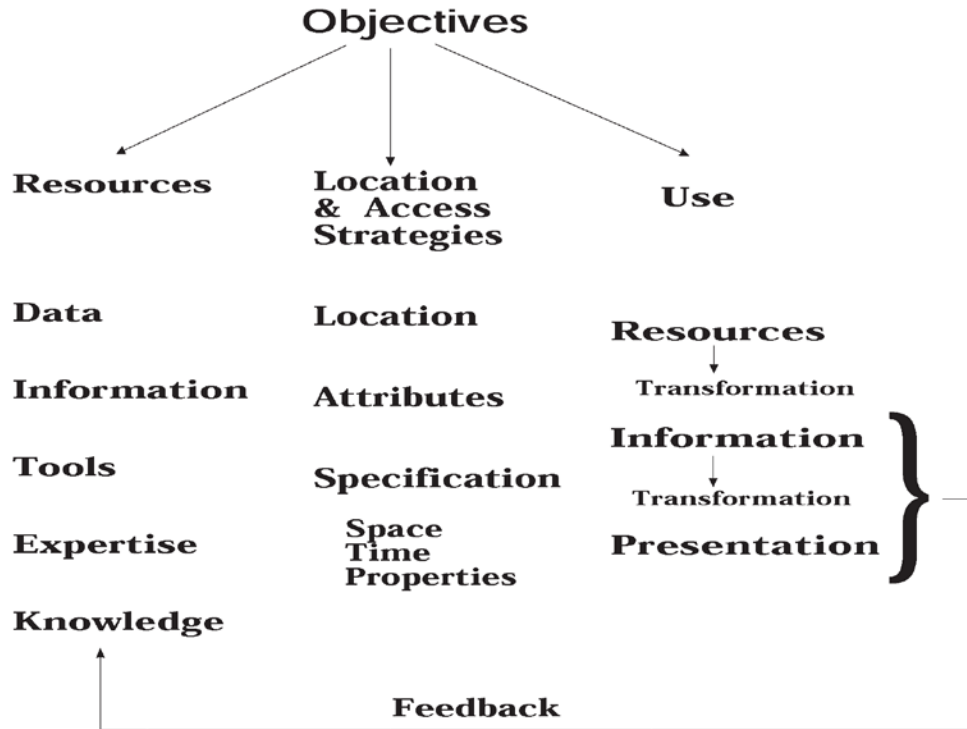 Objectives
Resources
Location
& Access
Strategies
Use
Data
Information
Tools
Expertise
Knowledge
Location
Attributes
Specification
Space
Time
Properties
Resources
Transformation
Information
Transformation
Presentation
Feedback